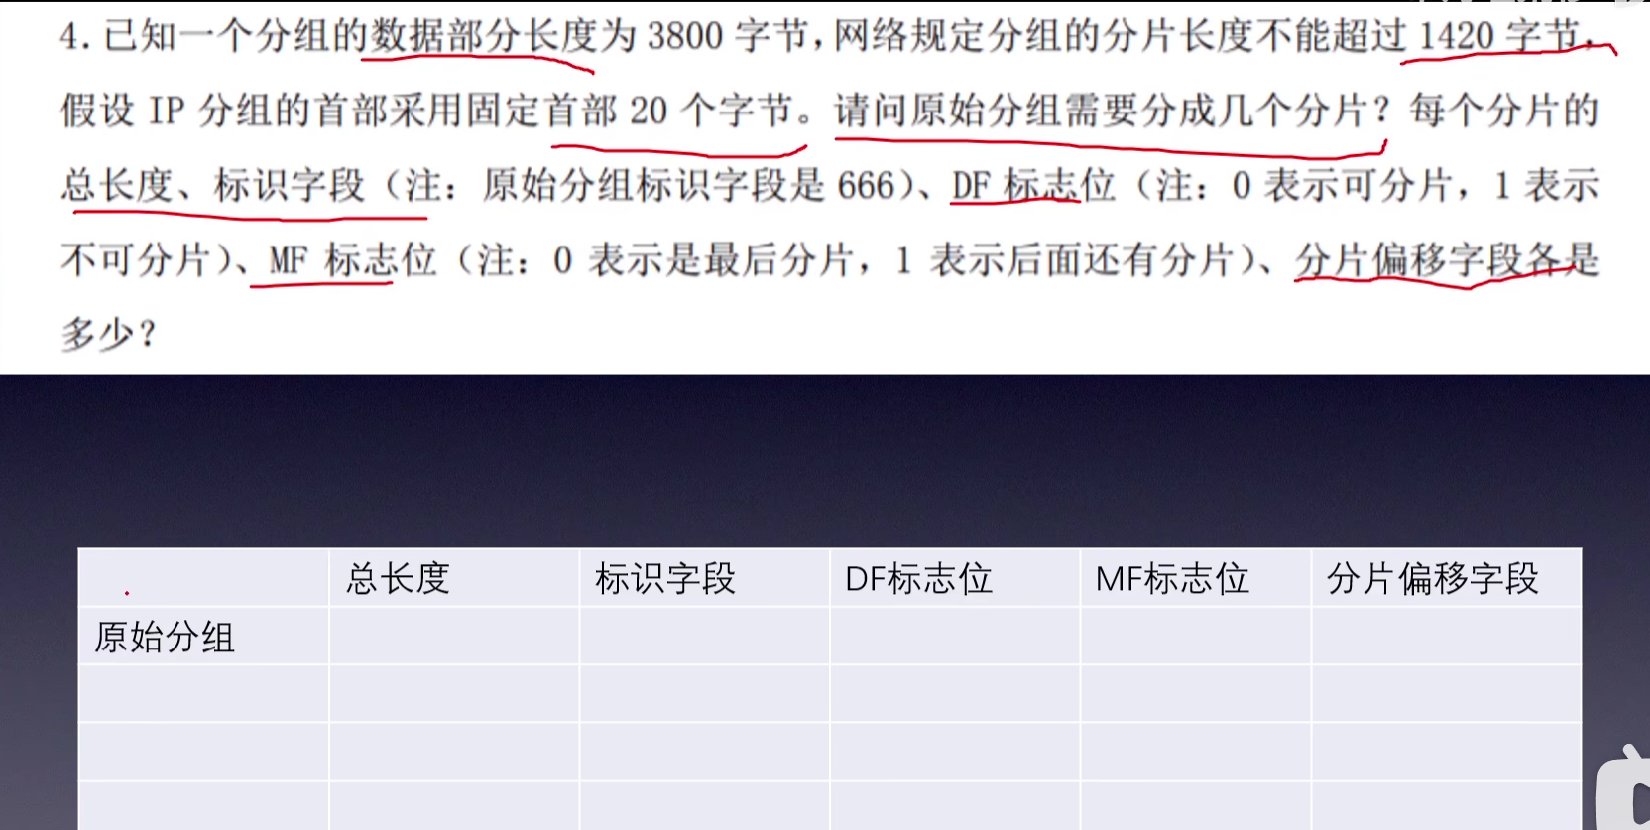 4. 已知一个分组的数据部分长度为 3800 字节，网络规定分组的分片长度不能超过 1420 字节，
假设 IP 分组的首部采用固定首部 20 个字节。请问原始分组需要分成几个分片？每个分片的
总长度、标识字段（注：原始分组标识字段是 666）、DF 标志位（注：0 表示可分片，1 表示
不可分片）、MF 标志位（注：0 表示是最后分片，1 表示后面还有分片）、分片偏移字段各是
多少？
总长度 标识字段 DF标志位 MF标志位 分片偏移字段
原始分组